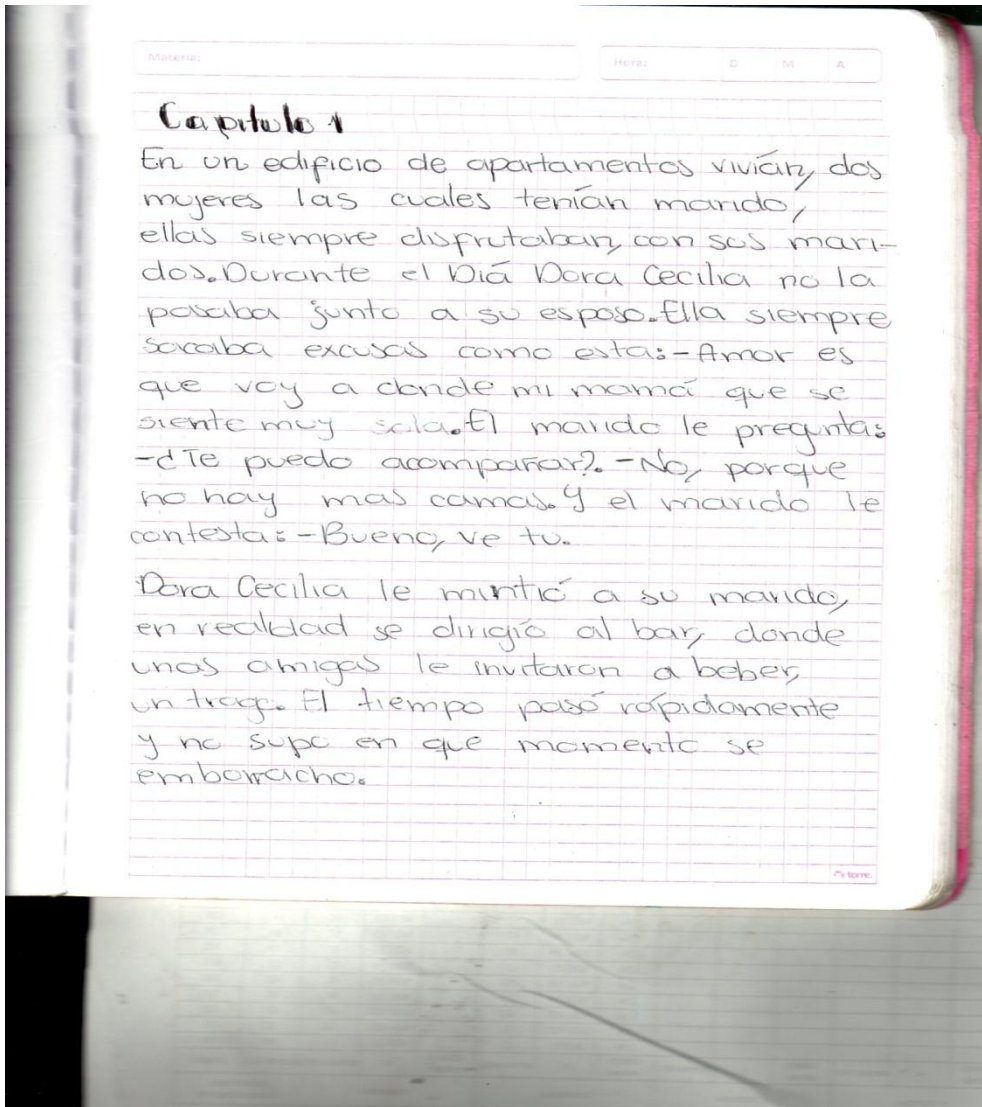 Materia:
Hora: D M A
Capitulo 1
En un edificio de apartamentos vivían, dos
mujeres las cuales tenían marido,
ellas siempre disfrutaban, con sus mari-
dos. Durante el Diá Dora Cecilia no la
pasaba junto a su esposo. Ella siempre
sacaba excusas como esta: - Amor es
que voy a donde mi mamá que se
siente muy sola. El marido le pregunta:
- ¿Te puedo acompañar?. - No, porque
no hay mas camas. y el marido le
contesta: - Bueno, ve tu.
Dora Cecilia le mintió a su marido,
en realidad se dirigió al bar, donde
unas amigas le invitaron a beber,
un trago. El tiempo pasó rápidamente
y no supo en que momento se
emborracho.
torre.